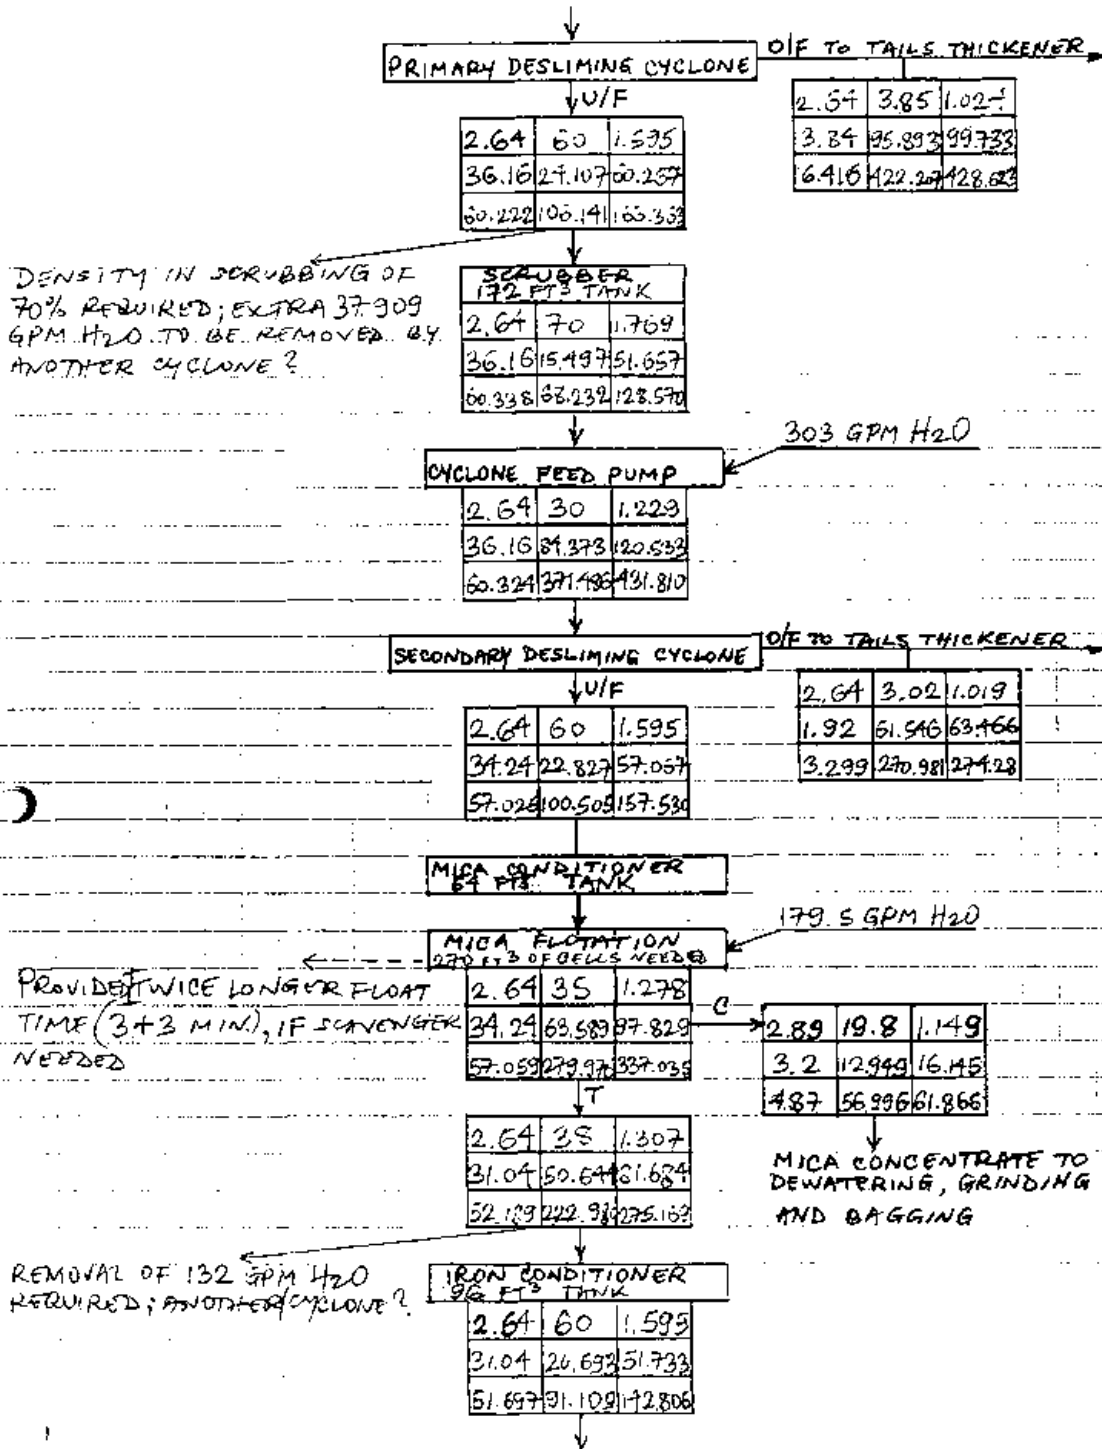 O/F TO TAILS THICKENER
PRIMARY DESLIMING CYCLONE
U/F
2.64 3.85
3.84 95.893 99.733
6.416 422.207 428.623
2.64 60 1.595
36.16 24.107 60.267
60.222 106.141
DENSITY IN SCRUBBING OF
70% REQUIRED; EXTRA 37.909
GPM H2O TO BE REMOVED BY
ANOTHER CYCLONE?
SCRUBBER
172 FT3 TANK
2.64 70 1.769
36.16 15.497 51.657
60.338 68.232 128.570
303 GPM H2O
CYCLONE FEED PUMP
2.64 30 1.229
36.16 84.373 120.533
60.324 371.486 431.810
O/F TO TAILS THICKENER
SECONDARY DESLIMING CYCLONE
U/F
2.64 3.02 1.019
1.92 61.546 63.466
3.299 270.981 274.28
2.64 60 1.595
34.24 22.827 57.067
57.025 100.505 157.530
MICA CONDITIONER
64 FT3 TANK
179.5 GPM H2O
MICA FLOTATION
270 FT3 OF CELLS NEEDED
PROVIDE TWICE LONGER FLOAT
TIME (3+3 MIN), IF SCAVENGER
NEEDED
2.64 35 1.278
34.24 63.589 97.829
57.059 279.976 337.035
C
2.89 19.8 1.149
3.2 12.949 16.145
4.87 56.996 61.866
T
2.64 38 1.307
31.04 50.644 81.684
52.189 275.169
MICA CONCENTRATE TO
DEWATERING, GRINDING
AND BAGGING
REMOVAL OF 132 GPM H2O
REQUIRED; ANOTHER CYCLONE?
IRON CONDITIONER
96 FT3 TANK
2.64 60 1.595
31.04 20.693 51.733
51.697 91.109 142.806